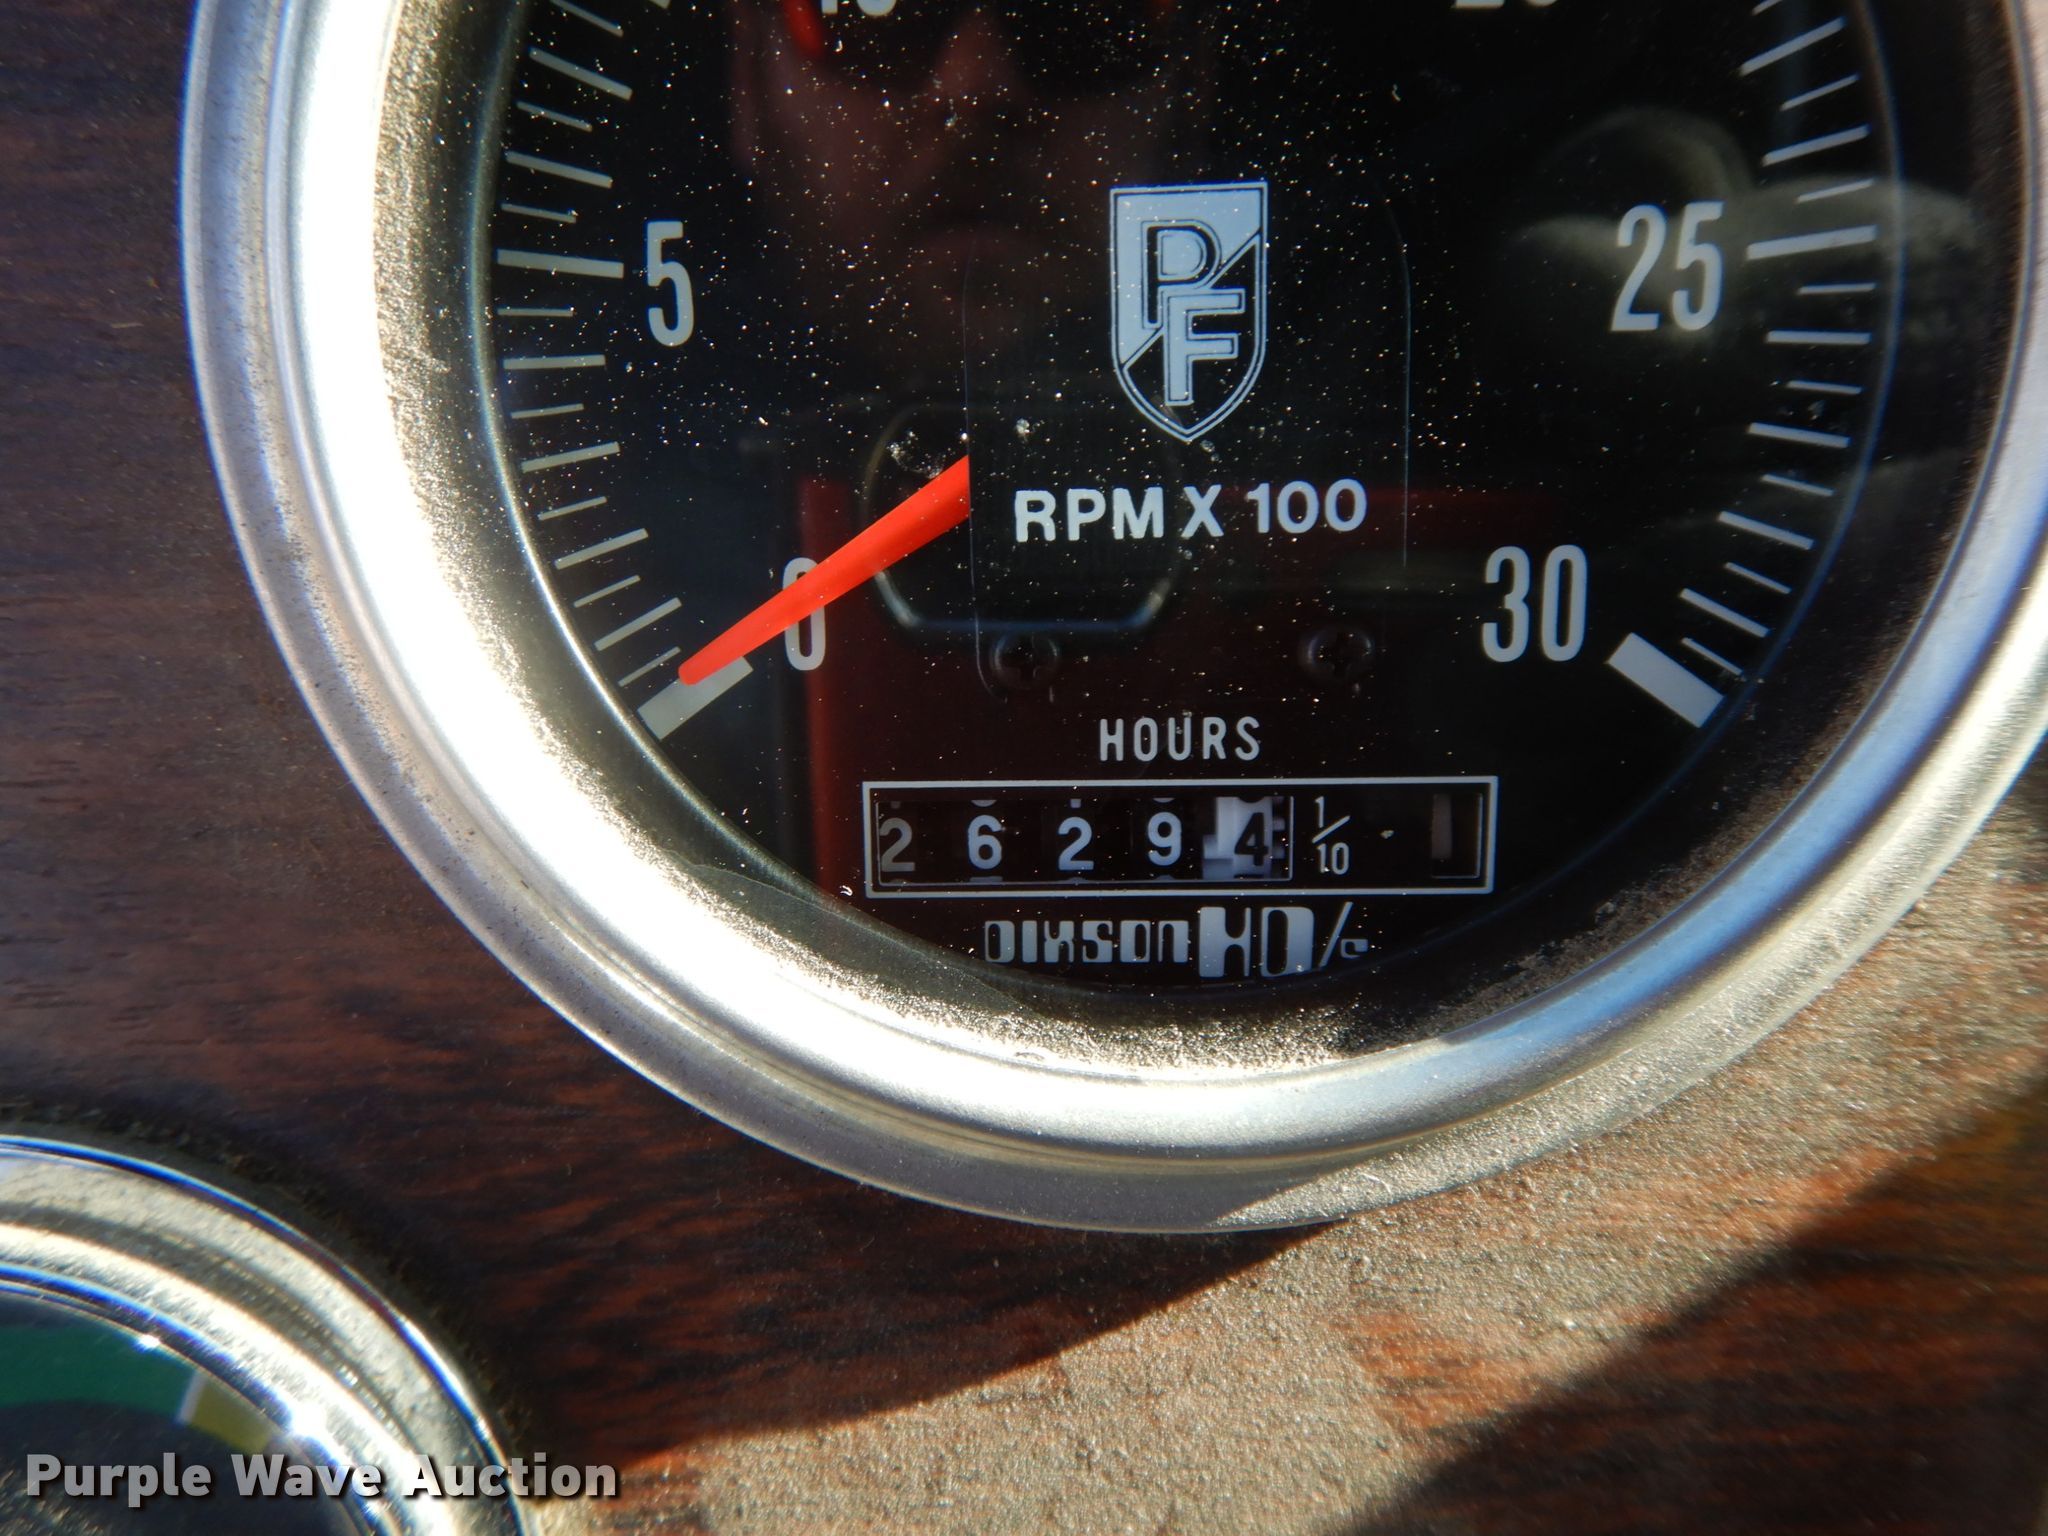 5
25
PF
RPM X 100
0
30
HOURS
2 6 2 9 4 1/10
DIXSON HD/s
Purple Wave Auction